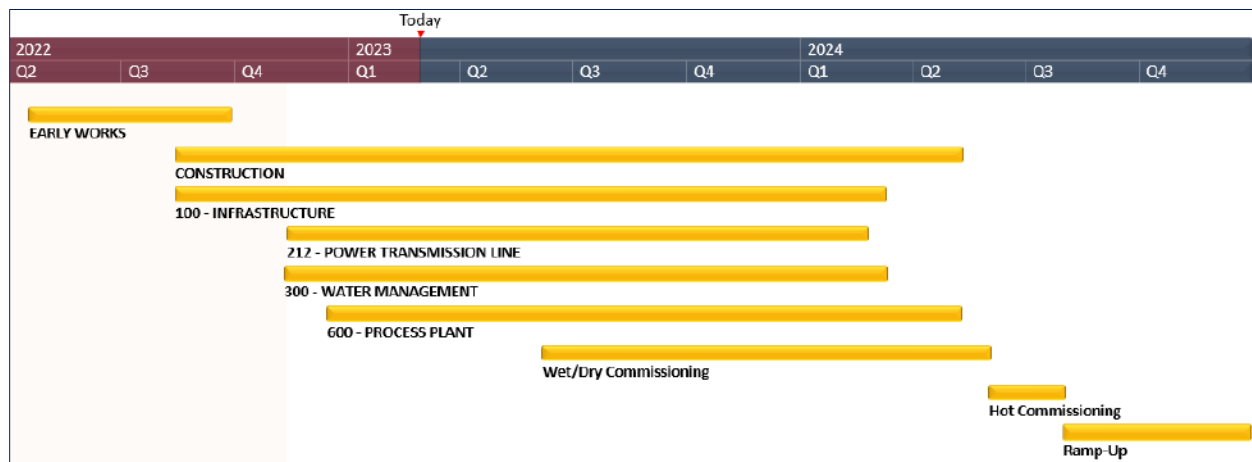 Today
2022 2023 2024
Q2 Q3 Q4 Q1 Q2 Q3 Q4 Q1 Q2 Q3 Q4
EARLY WORKS
CONSTRUCTION
100 - INFRASTRUCTURE
212 - POWER TRANSMISSION LINE
300 - WATER MANAGEMENT
600 - PROCESS PLANT
Wet/Dry Commissioning
Hot Commissioning
Ramp-Up